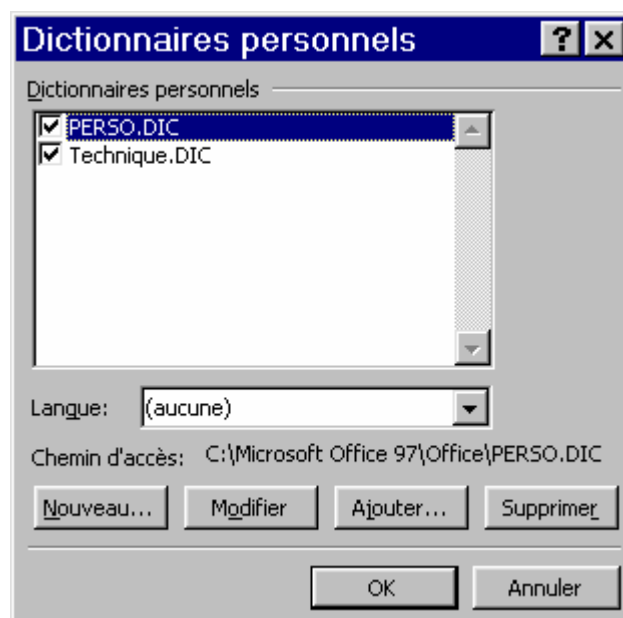 Dictionnaires personnels
Dictionnaires personnels
PERSO.DIC
Technique.DIC
Langue: (aucune)
Chemin d'accès: C:\Microsoft Office 97\Office\PERSO.DIC
Nouveau... Modifier Ajouter... Supprimer
OK Annuler